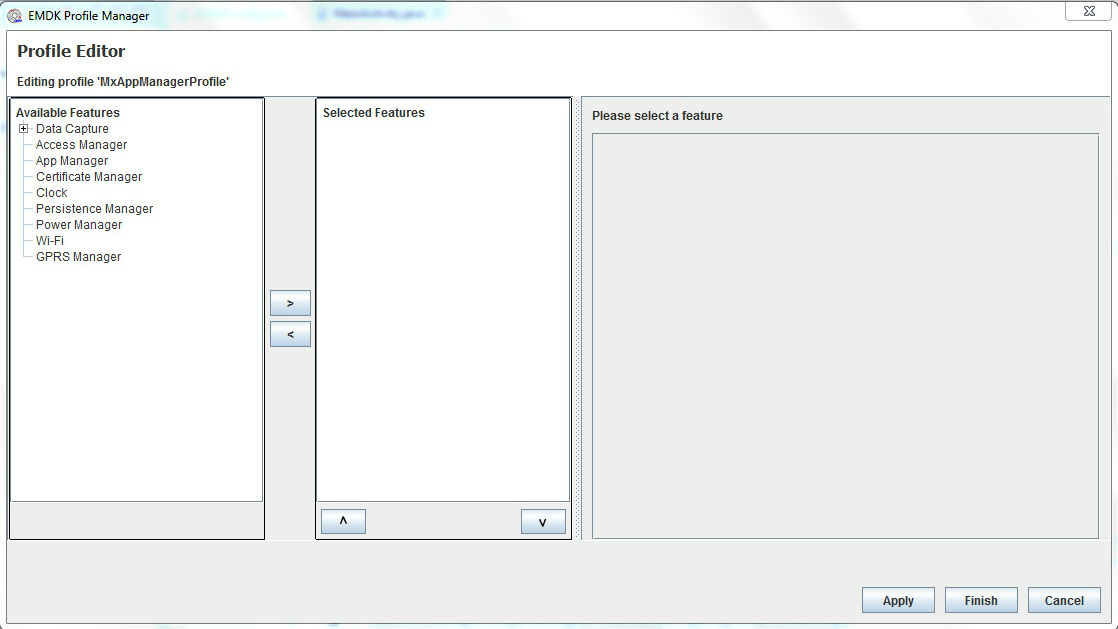 EMDK Profile Manager
Profile Editor
Editing profile 'MxAppManagerProfile'
Available Features
Data Capture
Access Manager
App Manager
Certificate Manager
Clock
Persistence Manager
Power Manager
Wi-Fi
GPRS Manager
>
<
Selected Features
^
v
Please select a feature
Apply
Finish
Cancel